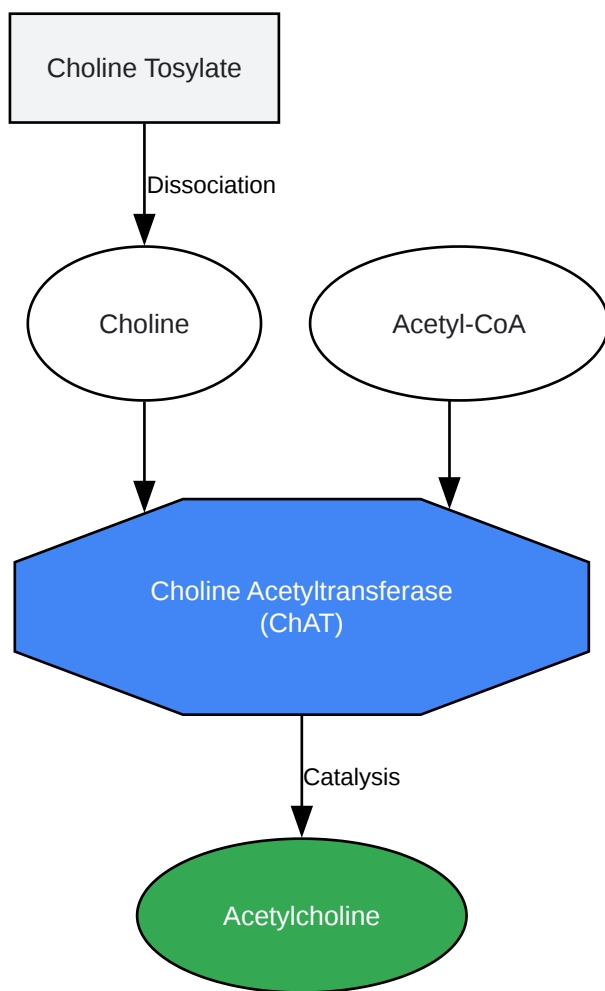 Choline Tosylate
Dissociation
Choline
Acetyl-CoA
Choline Acetyltransferase
(ChAT)
Catalysis
Acetylcholine